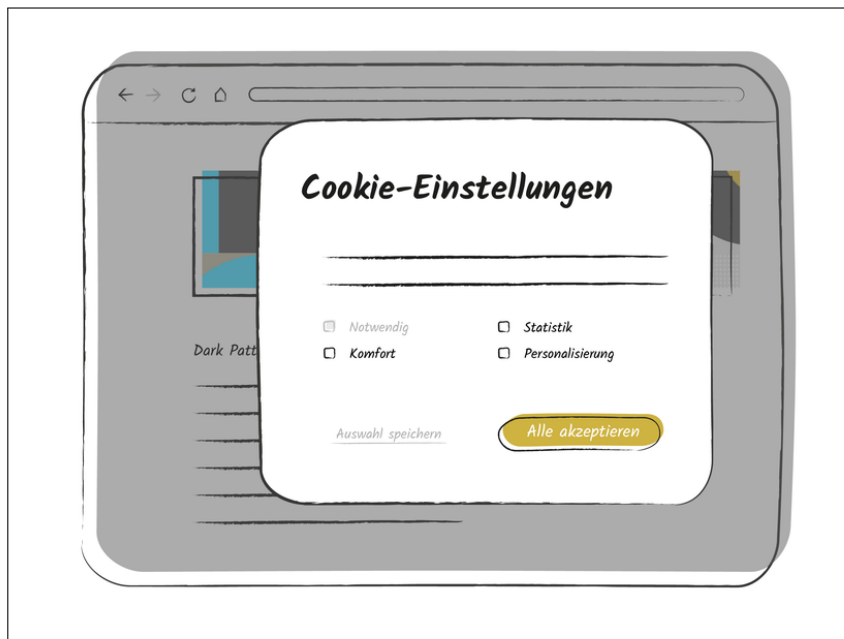 Cookie-Einstellungen
Notwendig
Statistik
Komfort
Personalisierung
Dark Patt
Auswahl speichern
Alle akzeptieren